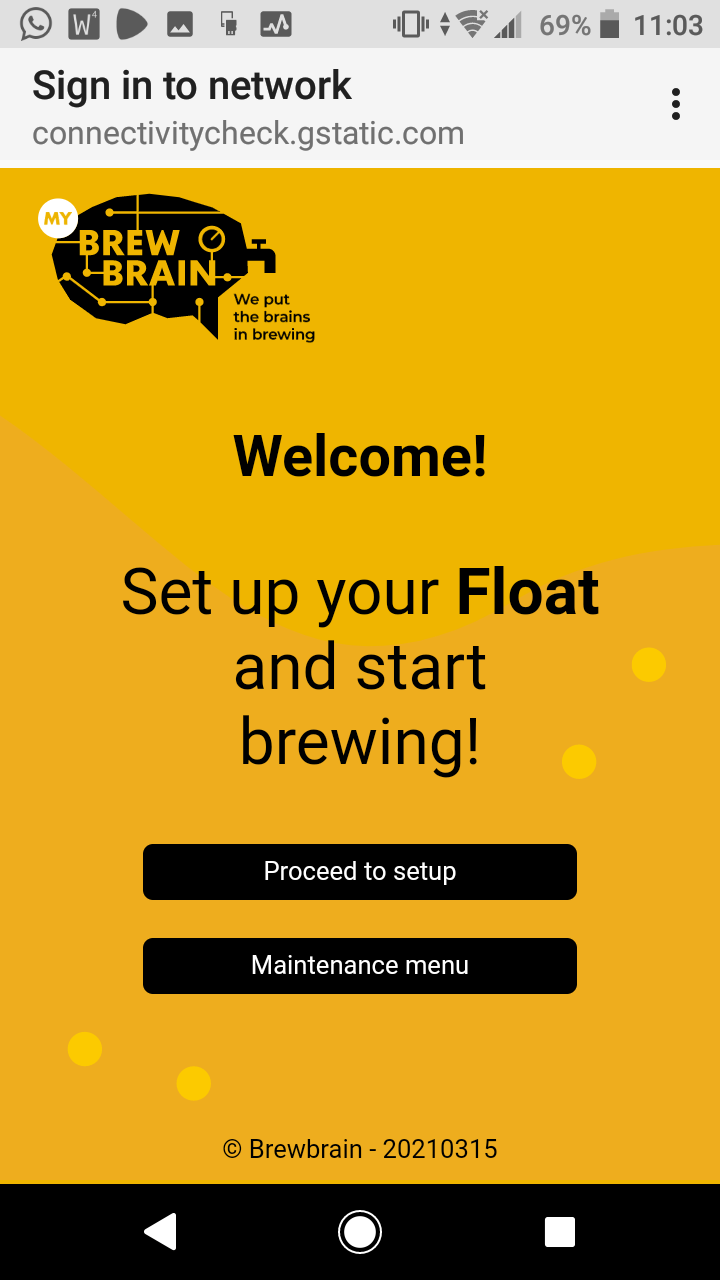 W4
69% 11:03
Sign in to network
connectivitycheck.gstatic.com
MY
BREW
BRAIN
We put
the brains
in brewing
Welcome!
Set up your Float
and start
brewing!
Proceed to setup
Maintenance menu
© Brewbrain - 20210315